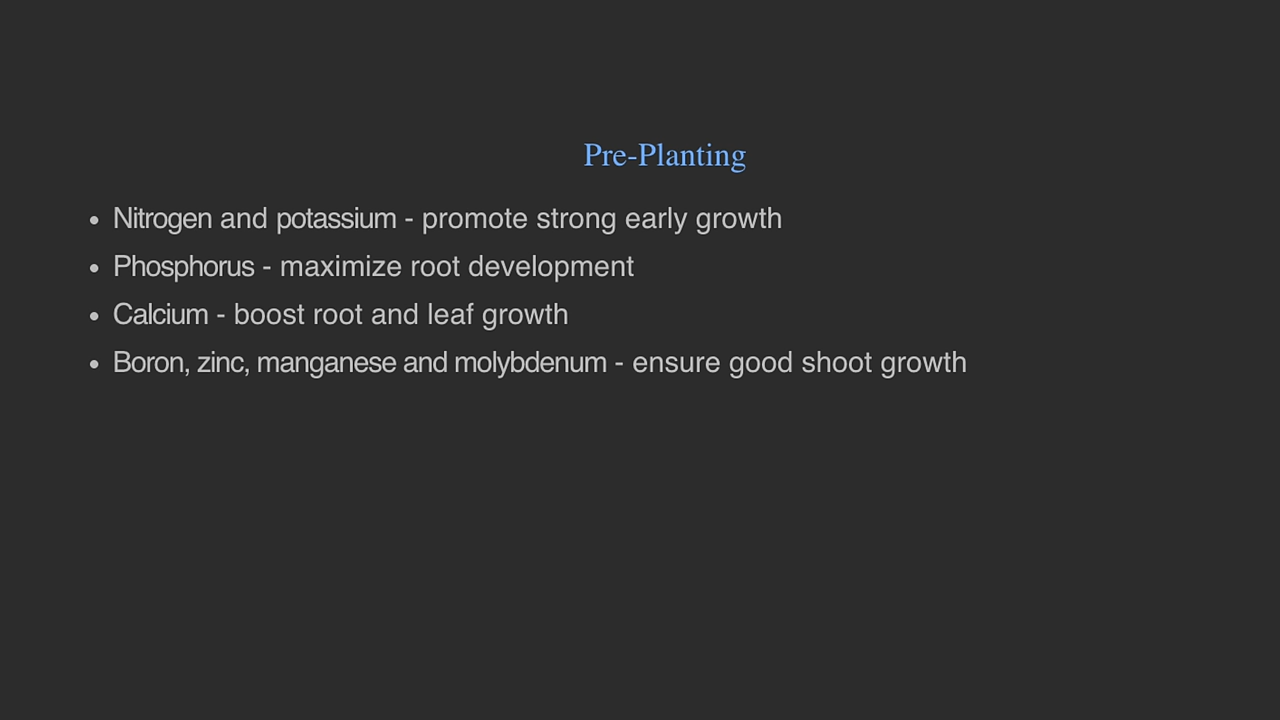 Pre-Planting
• Nitrogen and potassium - promote strong early growth
• Phosphorus - maximize root development
• Calcium - boost root and leaf growth
• Boron, zinc, manganese and molybdenum - ensure good shoot growth